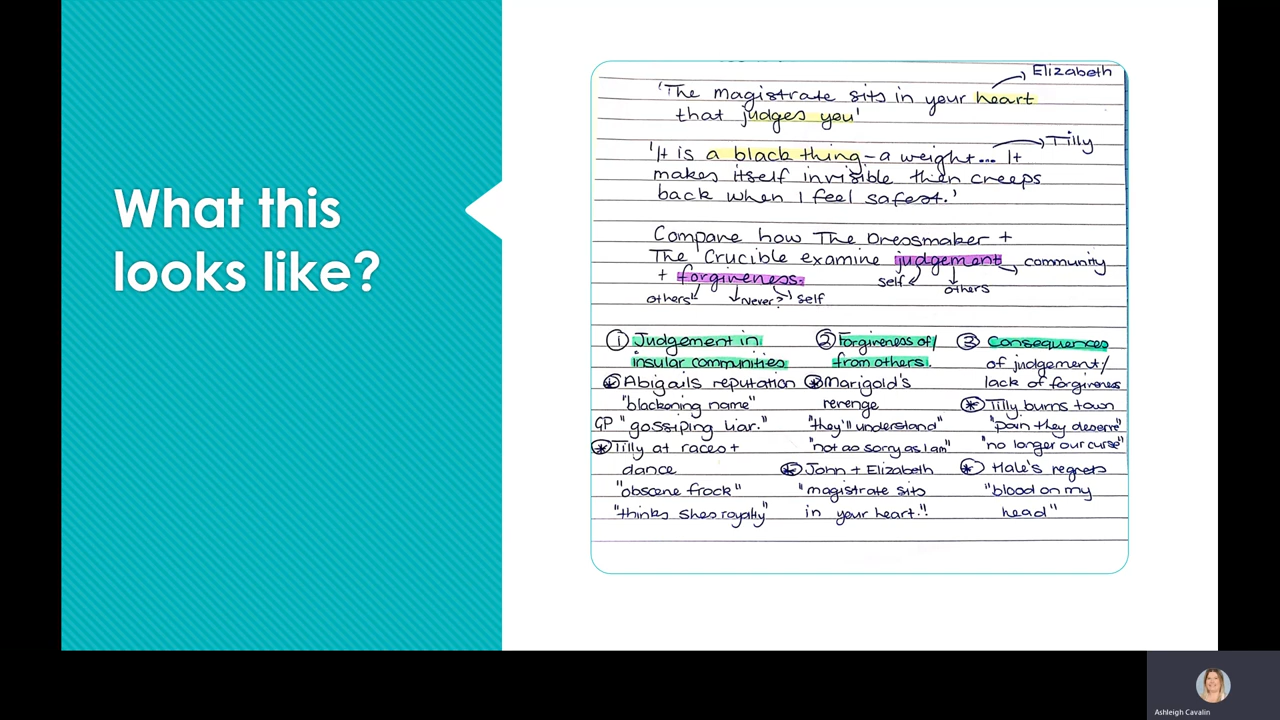 What this
looks like?
Elizabeth
'The magistrate sits in your heart
that judges you'
Tilly
'It is a black thing - a weight... It
makes itself invisible then creeps
back when I feel safest.'
Compare how The Dressmaker +
The Crucible examine judgement
community
+ forgiveness.
self
others
others
Never?
self
① Judgement in
insular communities
* Abigails reputation
"blackening name"
GP "gossiping liar."
* Tilly at races +
dance
"obscene frock"
"thinks shes royalty"
② Forgiveness of/
from others.
* Marigold's
revenge
"they'll understand"
"not as sorry as I am"
* John + Elizabeth
"magistrate sits
in your heart."
③ Consequences
of judgement/
lack of forgiveness
* Tilly burns town
"pain they deserve"
"no longer our curse"
* Hale's regrets
"blood on my
head"
Ashleigh Cavalin